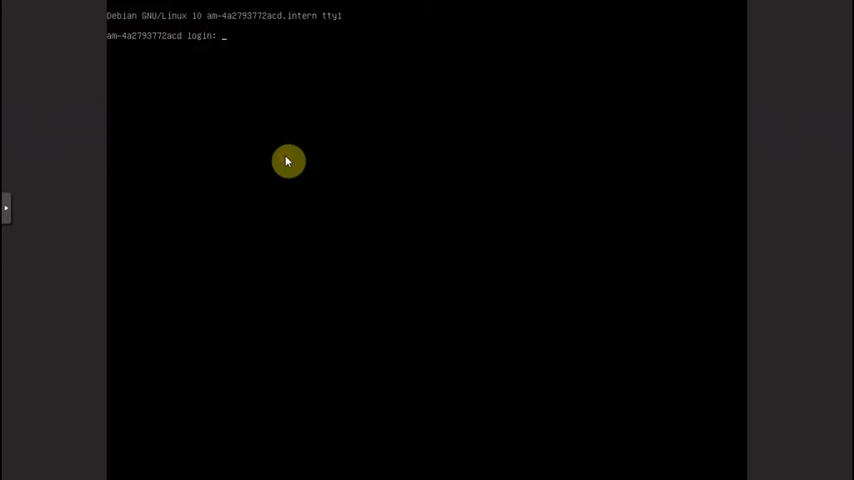 Debian GNU/Linux 10 am-4a2793772acd.intern tty1
am-4a2793772acd login: _